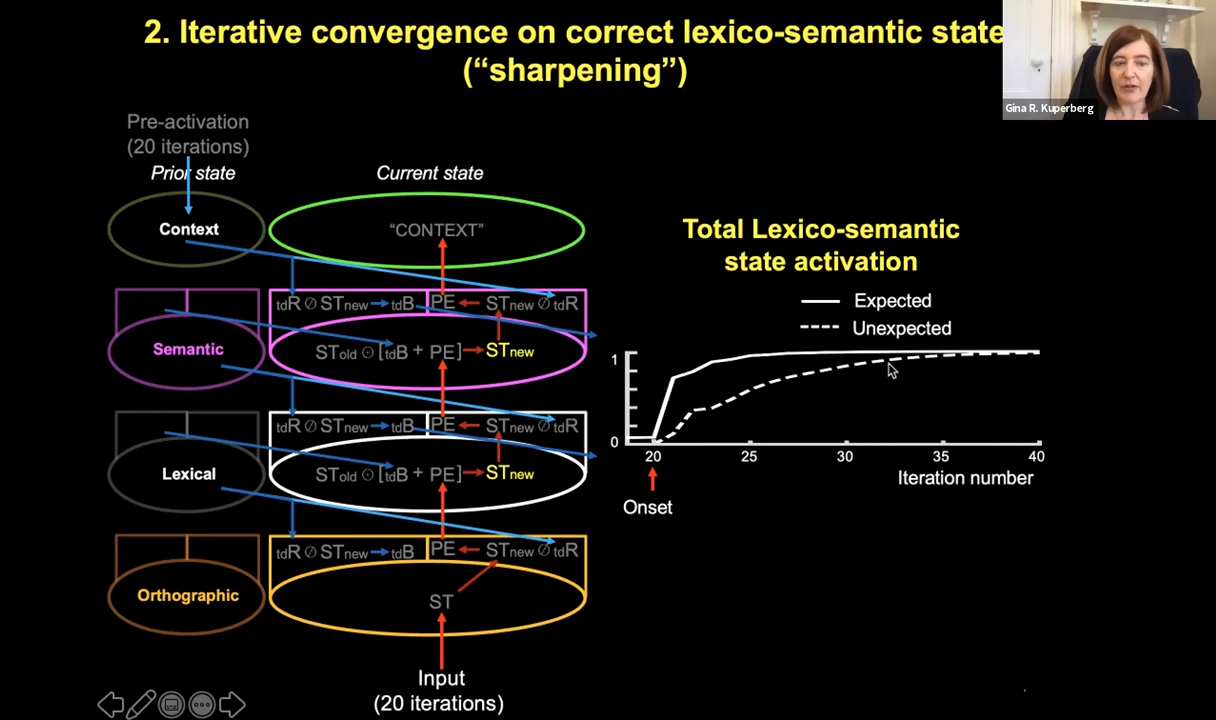 2. Iterative convergence on correct lexico-semantic state
(“sharpening”)
Gina R. Kuperberg
Pre-activation
(20 iterations)
Prior state
Current state
Context
“CONTEXT”
tdR ⊘ STnew → tdB
PE ← STnew ⊘ tdR
Semantic
STold ⊙ [tdB + PE] → STnew
tdR ⊘ STnew → tdB
PE ← STnew ⊘ tdR
Lexical
STold ⊙ [tdB + PE] → STnew
tdR ⊘ STnew → tdB
PE ← STnew ⊘ tdR
Orthographic
ST
Input
(20 iterations)
Total Lexico-semantic
state activation
Expected
Unexpected
1
0
20 25 30 35 40
Iteration number
Onset